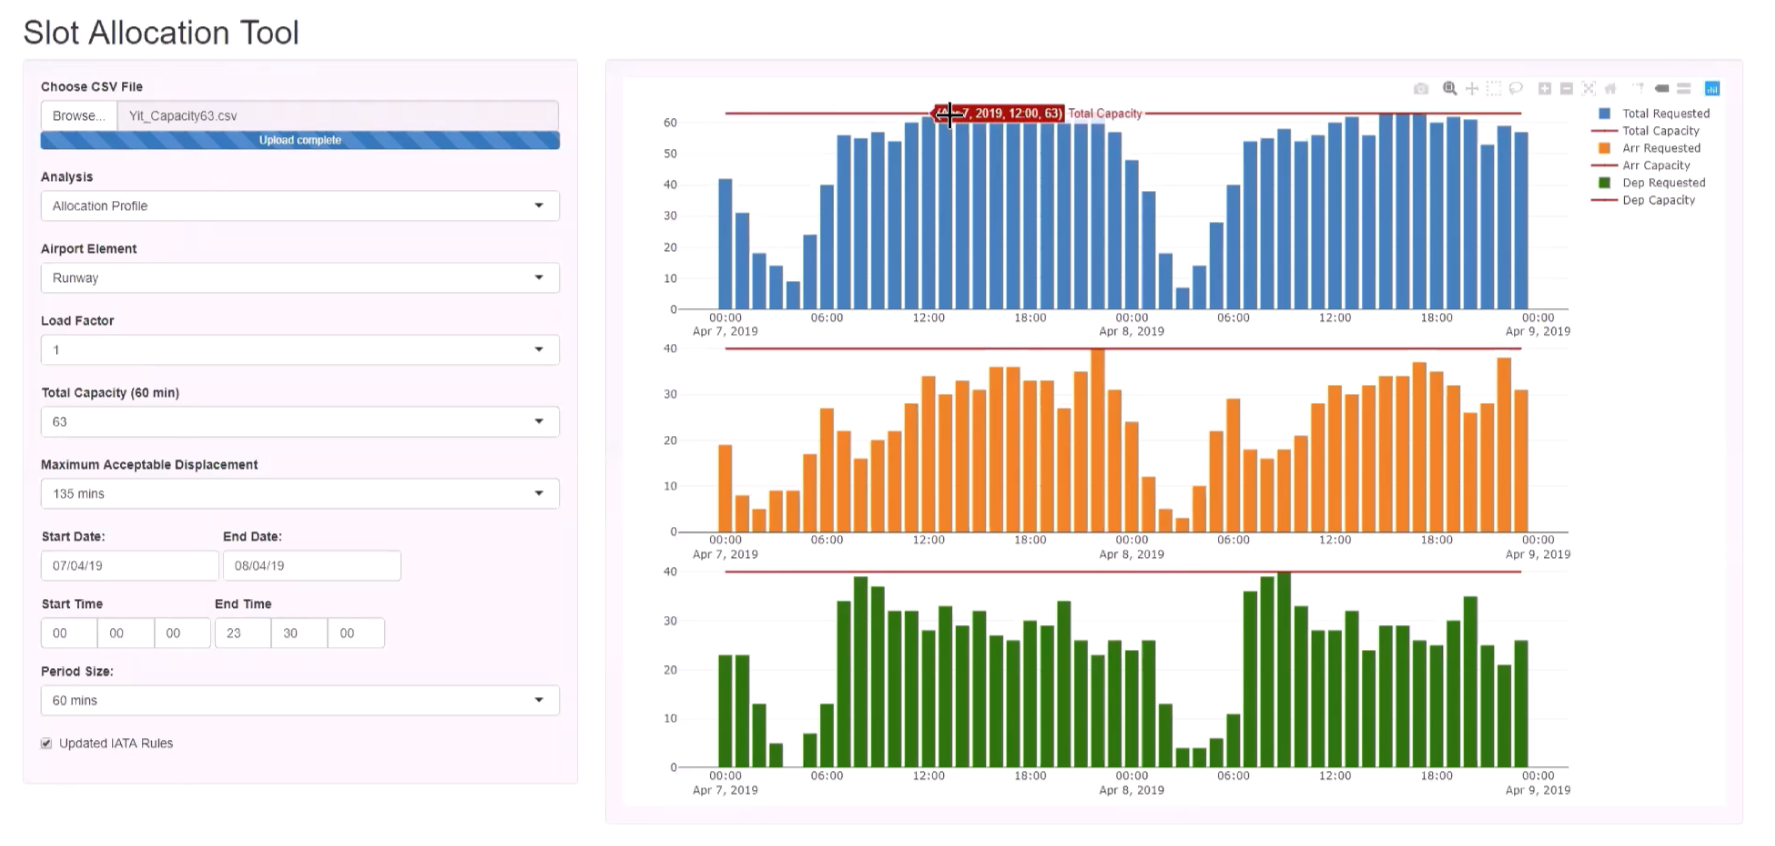 Slot Allocation Tool
Choose CSV File
Browse... Yit_Capacity63.csv
Upload complete
Analysis
Allocation Profile
Airport Element
Runway
Load Factor
1
Total Capacity (60 min)
63
Maximum Acceptable Displacement
135 mins
Start Date: End Date:
07/04/19 08/04/19
Start Time End Time
00 00 00 23 30 00
Period Size:
60 mins
Updated IATA Rules
7, 2019, 12:00, 63) Total Capacity
60
50
40
30
20
10
0
00:00 06:00 12:00 18:00 00:00 06:00 12:00 18:00 00:00
Apr 7, 2019 Apr 8, 2019 Apr 9, 2019
40
30
20
10
0
00:00 06:00 12:00 18:00 00:00 06:00 12:00 18:00 00:00
Apr 7, 2019 Apr 8, 2019 Apr 9, 2019
40
30
20
10
0
00:00 06:00 12:00 18:00 00:00 06:00 12:00 18:00 00:00
Apr 7, 2019 Apr 8, 2019 Apr 9, 2019
Total Requested
Total Capacity
Arr Requested
Arr Capacity
Dep Requested
Dep Capacity